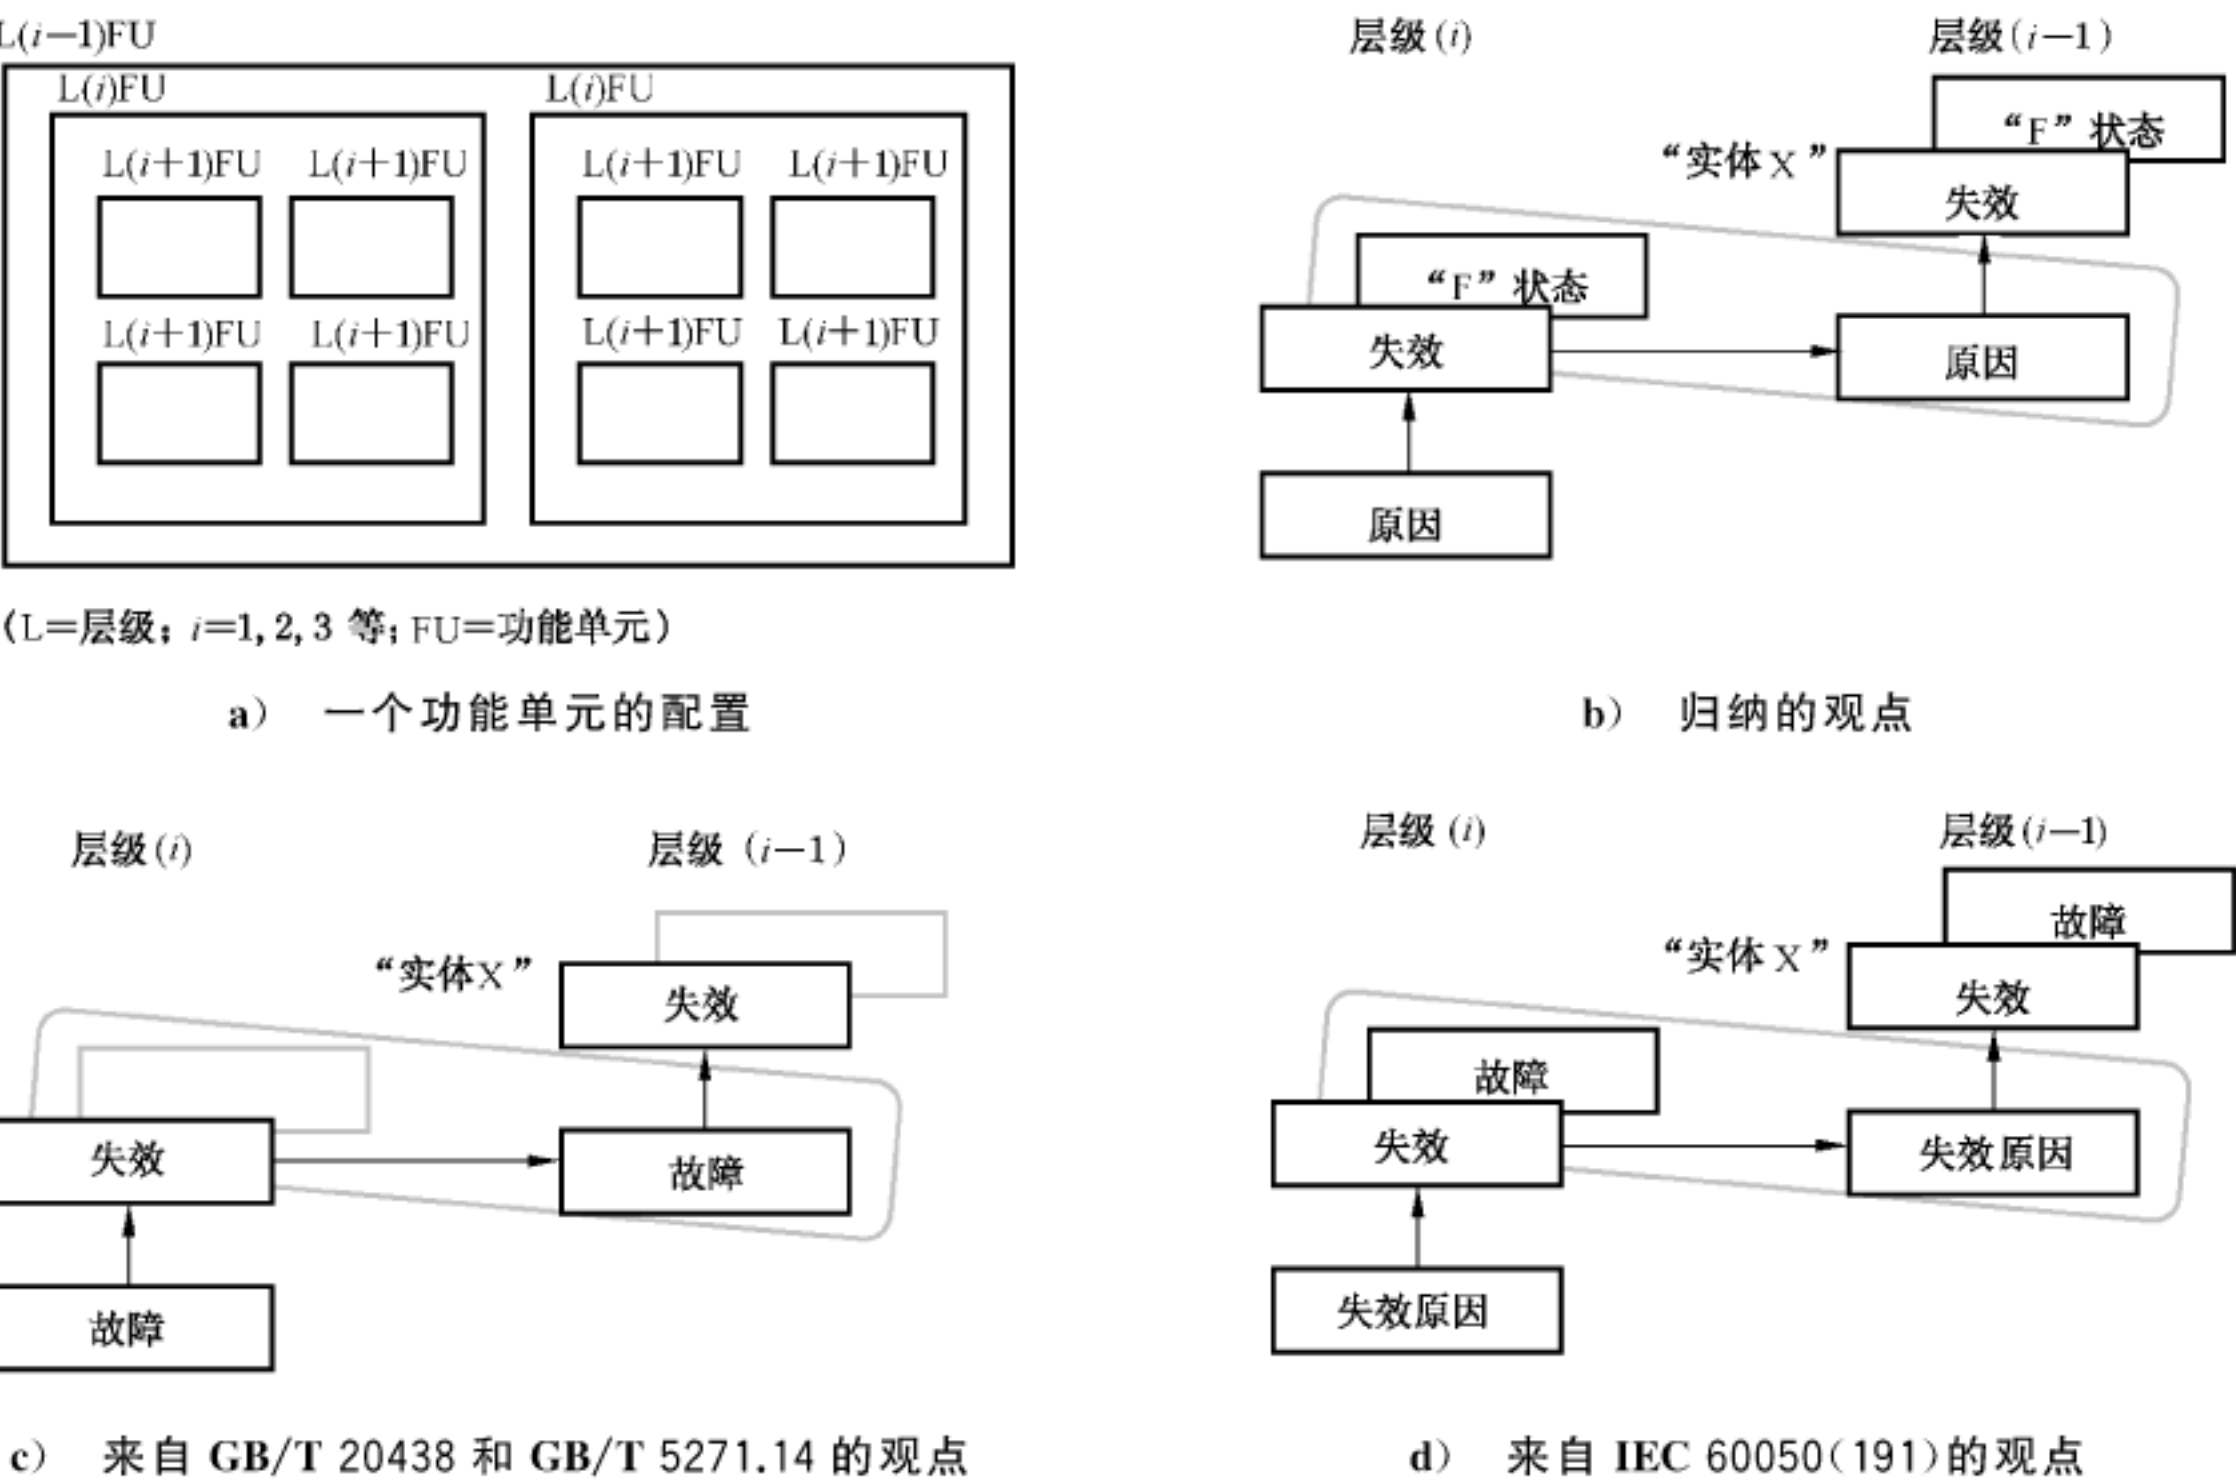 L(i−1)FU
L(i)FU
L(i)FU
L(i+1)FU L(i+1)FU
L(i+1)FU L(i+1)FU
L(i+1)FU L(i+1)FU
L(i+1)FU L(i+1)FU
(L=层级; i=1,2,3 等; FU=功能单元)
a) 一个功能单元的配置
层级(i)
层级(i−1)
“F”状态
“实体X”
失效
“F”状态
失效
原因
原因
b) 归纳的观点
层级(i)
层级 (i−1)
“实体X”
失效
失效
故障
故障
c) 来自 GB/T 20438 和 GB/T 5271.14 的观点
层级 (i)
层级(i−1)
故障
“实体X”
失效
故障
失效
失效原因
失效原因
d) 来自 IEC 60050(191)的观点